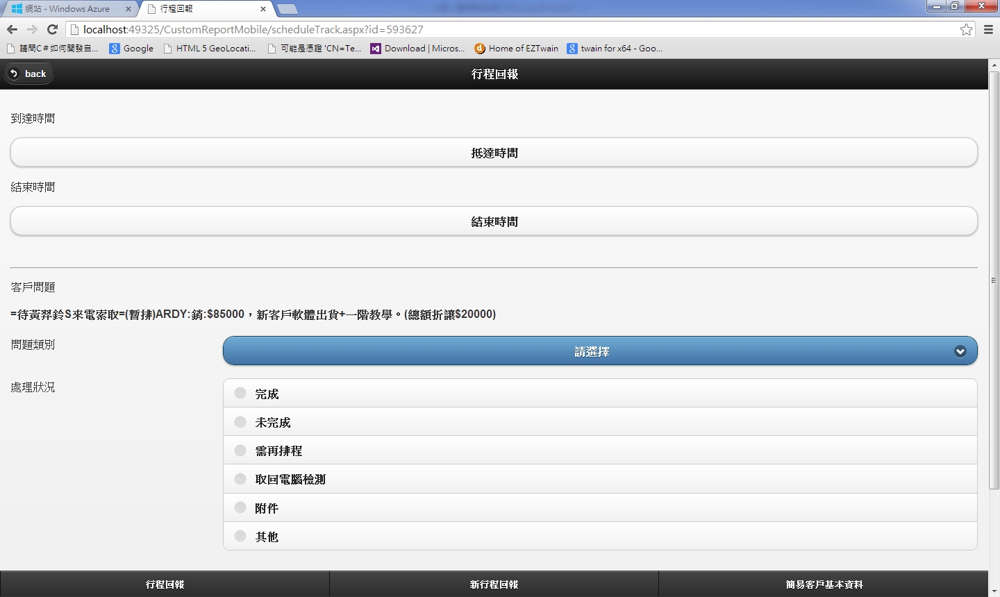 網站 - Windows Azure
行程回報
localhost:49325/CustomReportMobile/scheduleTrack.aspx?id=593627
請問C＃如何開發自... Google HTML 5 GeoLocati... 可能是憑證 'CN=Te... Download | Micros... Home of EZTwain twain for x64 - Goo...
back
行程回報
到達時間
抵達時間
結束時間
結束時間
客戶問題
=待黃羿鈴S來電索取=(暫排)ARDY:銷:$85000，新客戶軟體出貨+一階教學。(總額折讓$20000)
問題類別
請選擇
處理狀況
完成
未完成
需再排程
取回電腦檢測
附件
其他
行程回報
新行程回報
簡易客戶基本資料